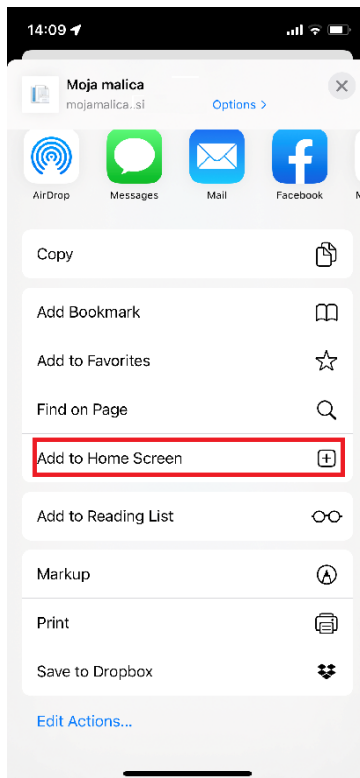 14:09
Moja malica
mojamalica..si Options >
AirDrop Messages Mail Facebook
Copy
Add Bookmark
Add to Favorites
Find on Page
Add to Home Screen
Add to Reading List
Markup
Print
Save to Dropbox
Edit Actions...